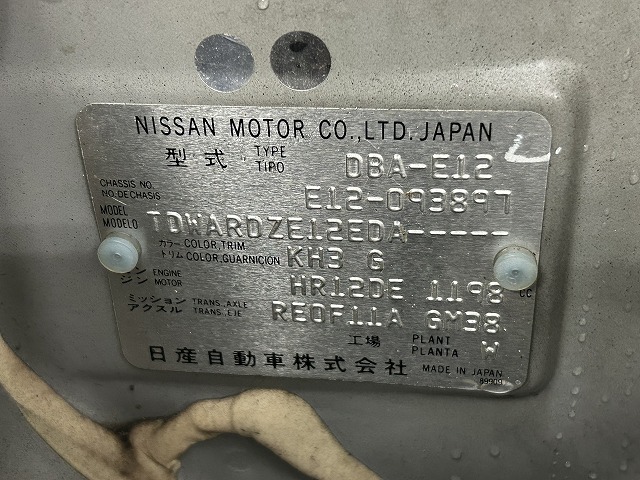 NISSAN MOTOR CO.,LTD. JAPAN
型式 TYPE TIPO DBA-E12
CHASSIS NO. NO.DECHASIS E12-093897
MODEL MODELO TDWARDZE12EDA-----
カラー COLOR,TRIM トリム COLOR,GUARNICION KH3 G
ENGINE MOTOR HR12DE 1198 CC
ミッション TRANS.,AXLE アクスル TRANS.,EJE RE0F11A GM38
工場 PLANT PLANTA W
日産自動車株式会社 MADE IN JAPAN
89909